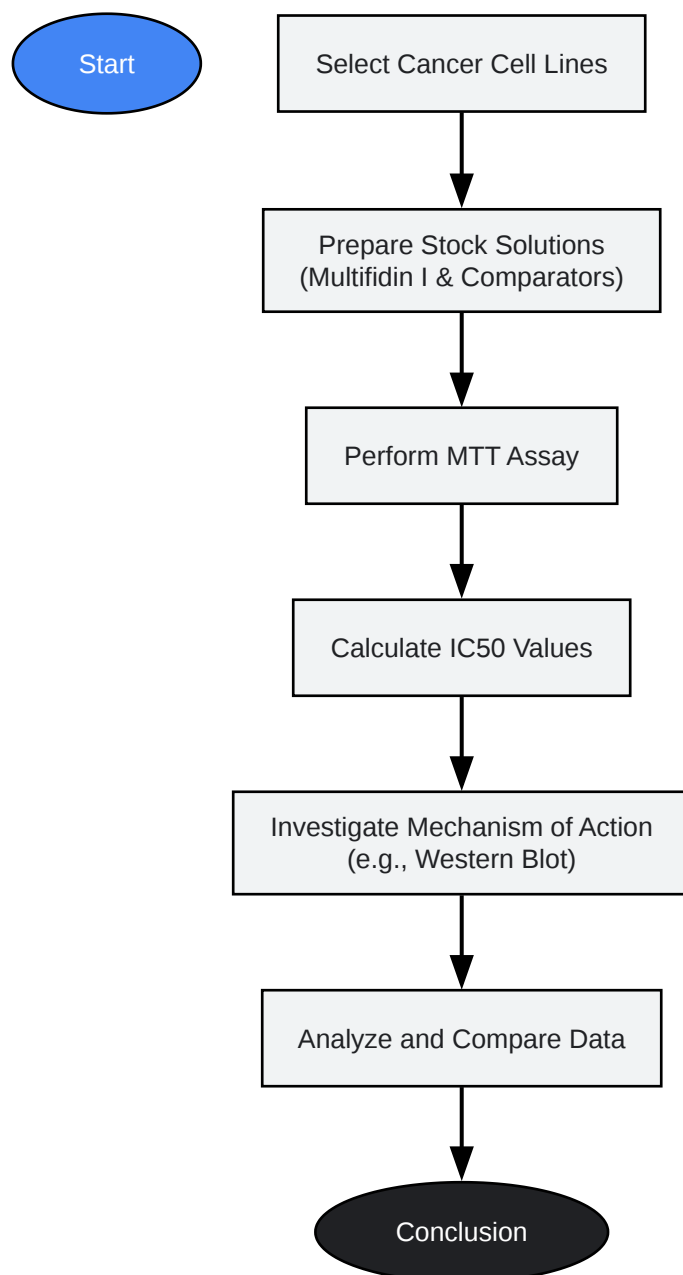 Start
Select Cancer Cell Lines
Prepare Stock Solutions
(Multifidin I & Comparators)
Perform MTT Assay
Calculate IC50 Values
Investigate Mechanism of Action
(e.g., Western Blot)
Analyze and Compare Data
Conclusion